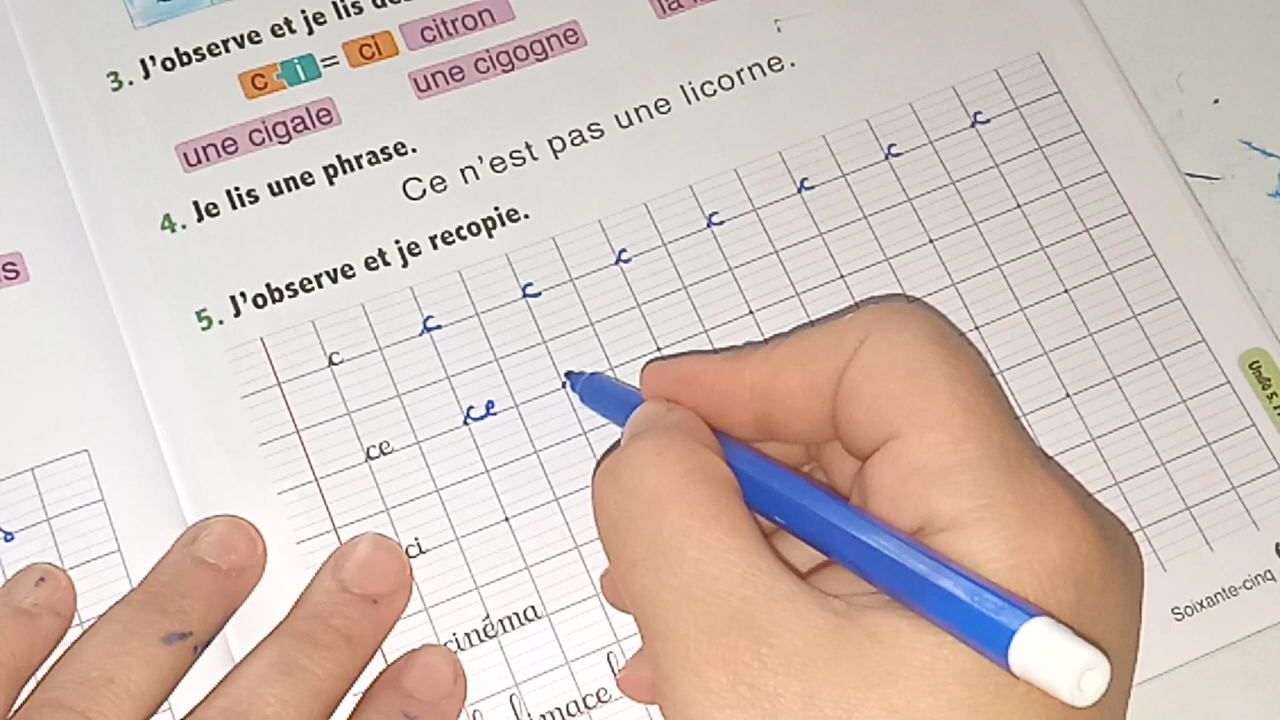 3. J'observe et je lis
c i = ci citron
une cigogne
une cigale
4. Je lis une phrase.
Ce n'est pas une licorne.
5. J'observe et je recopie.
c c c c c c c c
ce ce
ci
cinéma
limace
Soixante-cinq